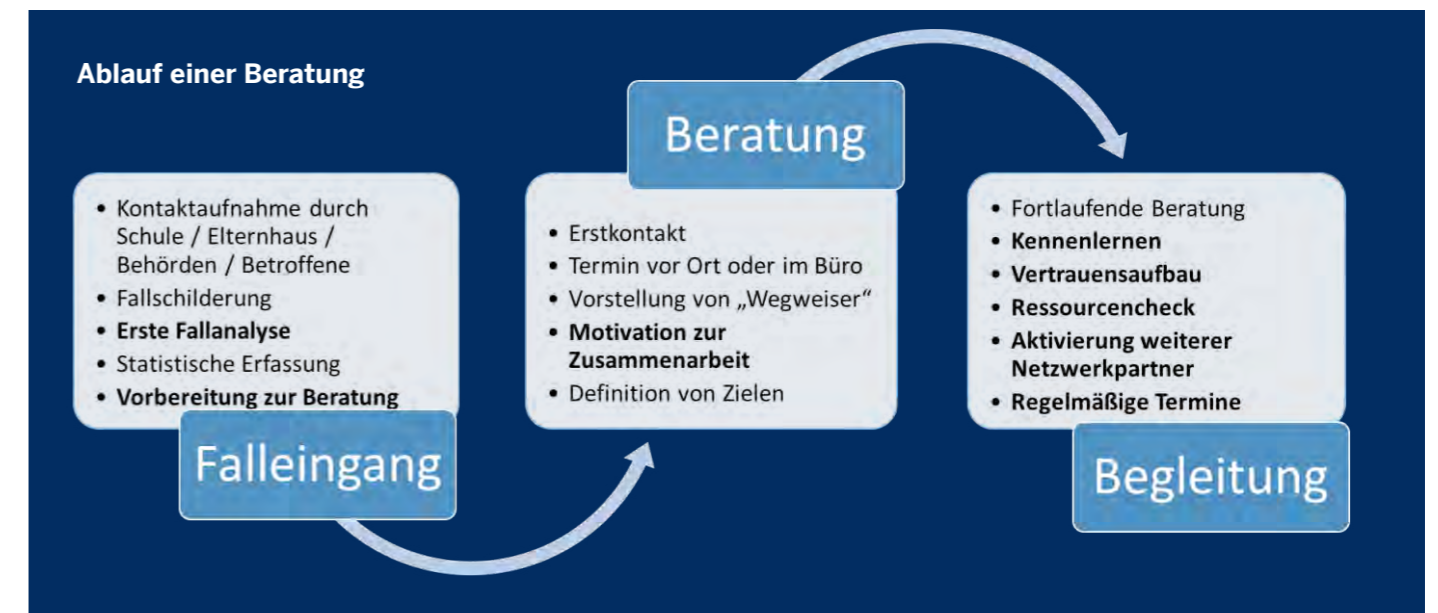 Ablauf einer Beratung
• Kontaktaufnahme durch
Schule / Elternhaus /
Behörden / Betroffene
• Fallschilderung
• Erste Fallanalyse
• Statistische Erfassung
• Vorbereitung zur Beratung
Falleingang
Beratung
• Erstkontakt
• Termin vor Ort oder im Büro
• Vorstellung von „Wegweiser“
• Motivation zur
Zusammenarbeit
• Definition von Zielen
• Fortlaufende Beratung
• Kennenlernen
• Vertrauensaufbau
• Ressourcencheck
• Aktivierung weiterer
Netzwerkpartner
• Regelmäßige Termine
Begleitung